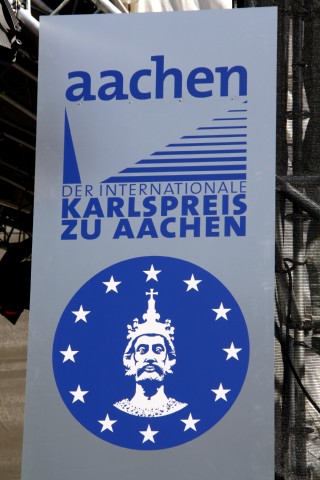 aachen
DER INTERNATIONALE
KARLSPREIS
ZU AACHEN